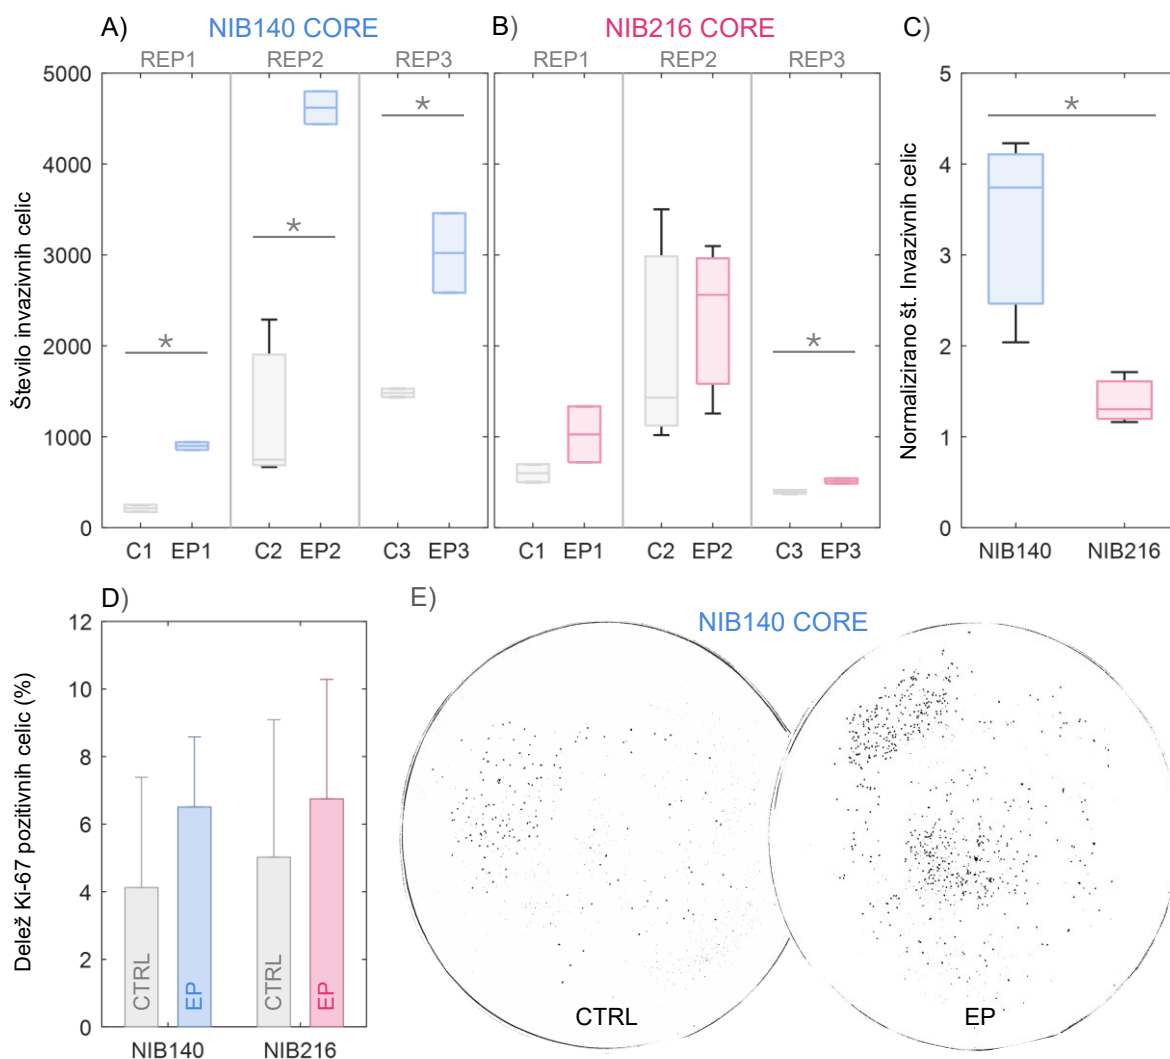 A) NIB140 CORE
REP1 REP2 REP3
Število invazivnih celic
5000
4000
3000
2000
1000
0
* * *
C1 EP1 C2 EP2 C3 EP3
B) NIB216 CORE
REP1 REP2 REP3
*
C1 EP1 C2 EP2 C3 EP3
C)
Normalizirano št. Invazivnih celic
5
4
3
2
1
0
*
NIB140 NIB216
D)
Delež Ki-67 pozitivnih celic (%)
12
10
8
6
4
2
0
CTRL EP CTRL EP
NIB140 NIB216
E)
NIB140 CORE
CTRL EP